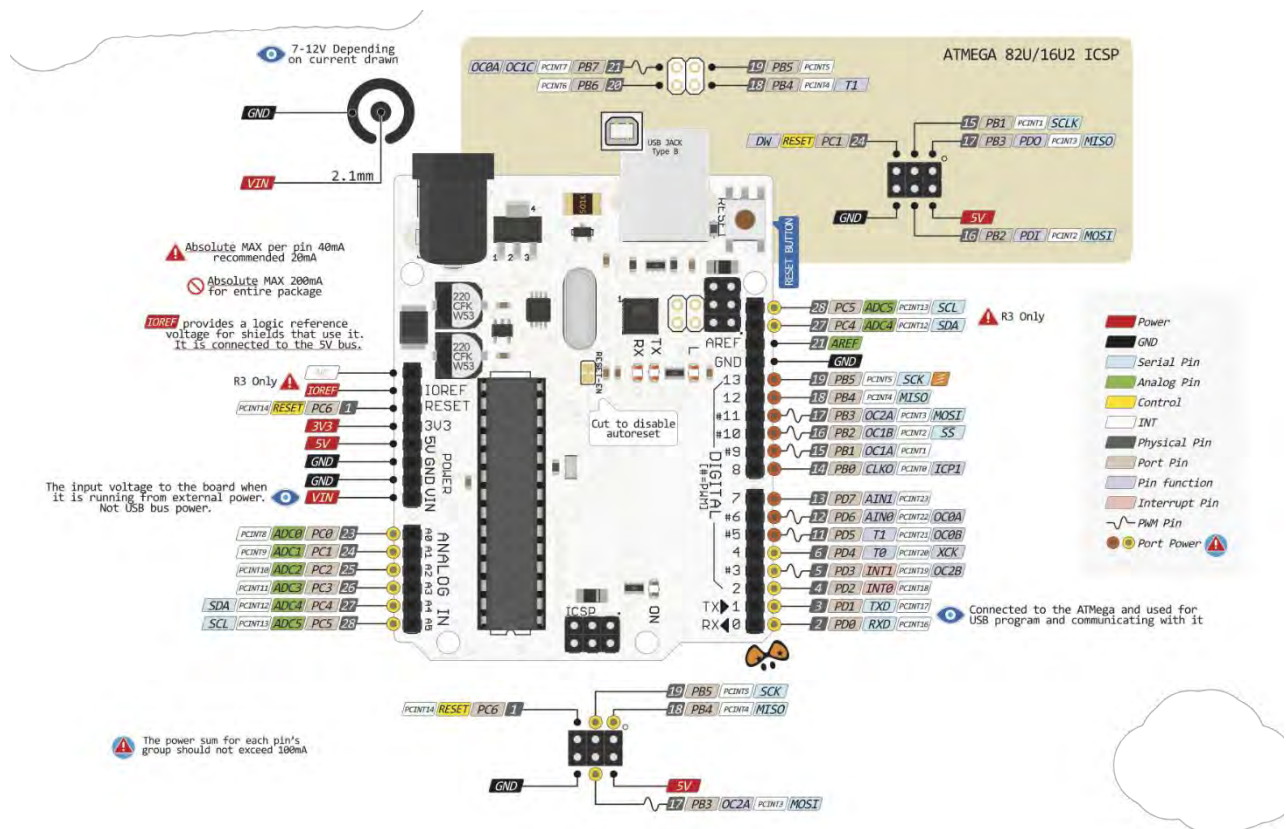 7-12V Depending
on current drawn
GND
VIN
2.1mm
ATMEGA 82U/16U2 ICSP
OC0A OC1C PCINT7 PB7 21
PCINT6 PB6 20
19 PB5 PCINT5
18 PB4 PCINT4 T1
DW RESET PC1 24
15 PB1 PCINT1 SCLK
17 PB3 PDO PCINT3 MISO
GND
5V
16 PB2 PDI PCINT2 MOSI
USB JACK
Type B
RESET
RESET BUTTON
501K
4
1 2 3
220
CFK
W53
220
CFK
W53
1
RX
TX
L
RESET-EN
Cut to disable
autoreset
Absolute MAX per pin 40mA
recommended 20mA
Absolute MAX 200mA
for entire package
IOREF provides a logic reference
voltage for shields that use it.
It is connected to the 5V bus.
NC
R3 Only
IOREF
PCINT14 RESET PC6 1
3V3
5V
GND
GND
VIN
The input voltage to the board when
it is running from external power.
Not USB bus power.
IOREF
RESET
3V3
5V
GND
VIN
POWER
PCINT8 ADC0 PC0 23
PCINT9 ADC1 PC1 24
PCINT10 ADC2 PC2 25
PCINT11 ADC3 PC3 26
SDA PCINT12 ADC4 PC4 27
SCL PCINT13 ADC5 PC5 28
A0
A1
A2
A3
A4
A5
ANALOG IN
ICSP
ON
28 PC5 ADC5 PCINT13 SCL
27 PC4 ADC4 PCINT12 SDA
R3 Only
AREF 21 AREF
GND GND
13 19 PB5 PCINT5 SCK
12 18 PB4 PCINT4 MISO
#11 17 PB3 OC2A PCINT3 MOSI
#10 16 PB2 OC1B PCINT2 SS
#9 15 PB1 OC1A PCINT1
8 14 PB0 CLKO PCINT0 ICP1
DIGITAL
[#=PWM]
7 13 PD7 AIN1 PCINT23
#6 12 PD6 AIN0 PCINT22 OC0A
#5 11 PD5 T1 PCINT21 OC0B
4 6 PD4 T0 PCINT20 XCK
#3 5 PD3 INT1 PCINT19 OC2B
2 4 PD2 INT0 PCINT18
TX 1 3 PD1 TXD PCINT17
RX 0 2 PD0 RXD PCINT16
Connected to the ATMega and used for
USB program and communicating with it
Power
GND
Serial Pin
Analog Pin
Control
INT
Physical Pin
Port Pin
Pin function
Interrupt Pin
PWM Pin
Port Power
PCINT14 RESET PC6 1
19 PB5 PCINT5 SCK
18 PB4 PCINT4 MISO
GND
5V
17 PB3 OC2A PCINT3 MOSI
The power sum for each pin's
group should not exceed 100mA